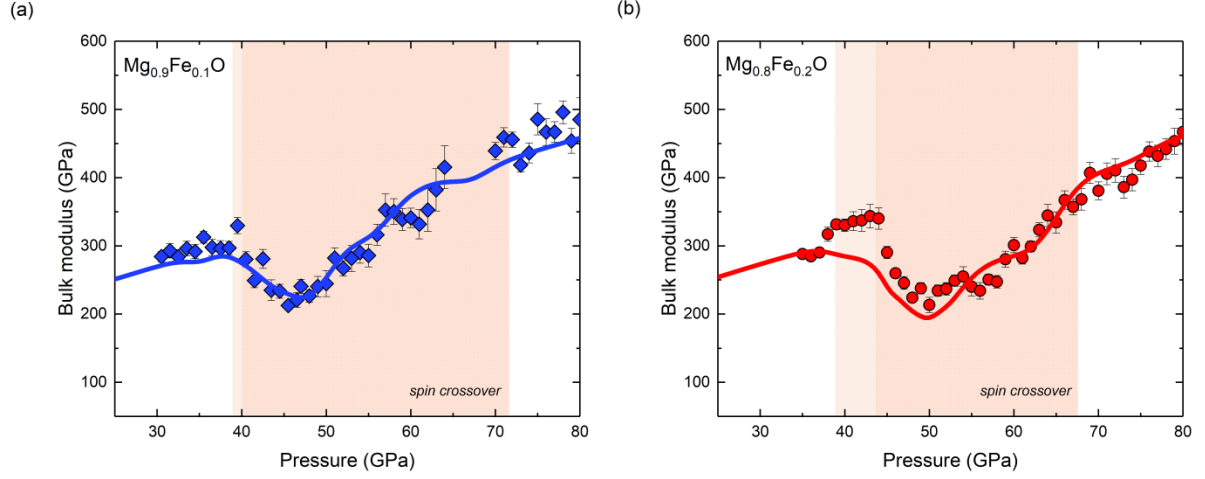 (a)
Mg0.9Fe0.1O
Bulk modulus (GPa)
600
500
400
300
200
100
spin crossover
30 40 50 60 70 80
Pressure (GPa)
(b)
Mg0.8Fe0.2O
Bulk modulus (GPa)
600
500
400
300
200
100
spin crossover
30 40 50 60 70 80
Pressure (GPa)